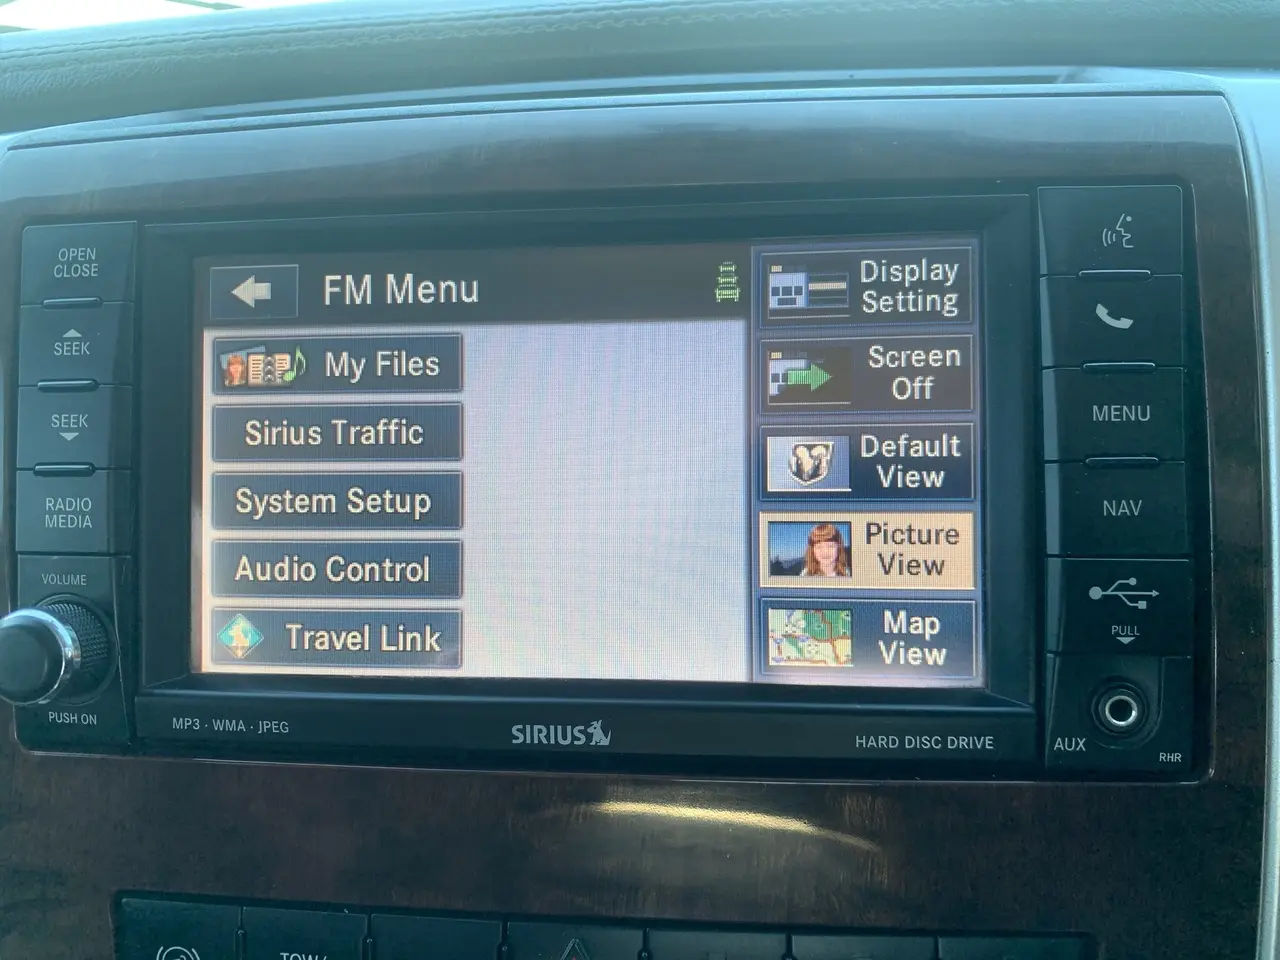 OPEN
CLOSE
SEEK
SEEK
RADIO
MEDIA
VOLUME
PUSH ON
FM Menu
My Files
Sirius Traffic
System Setup
Audio Control
Travel Link
Display
Setting
Screen
Off
Default
View
Picture
View
Map
View
MENU
NAV
PULL
AUX
RHR
MP3 · WMA · JPEG
SIRIUS
HARD DISC DRIVE
TOW/